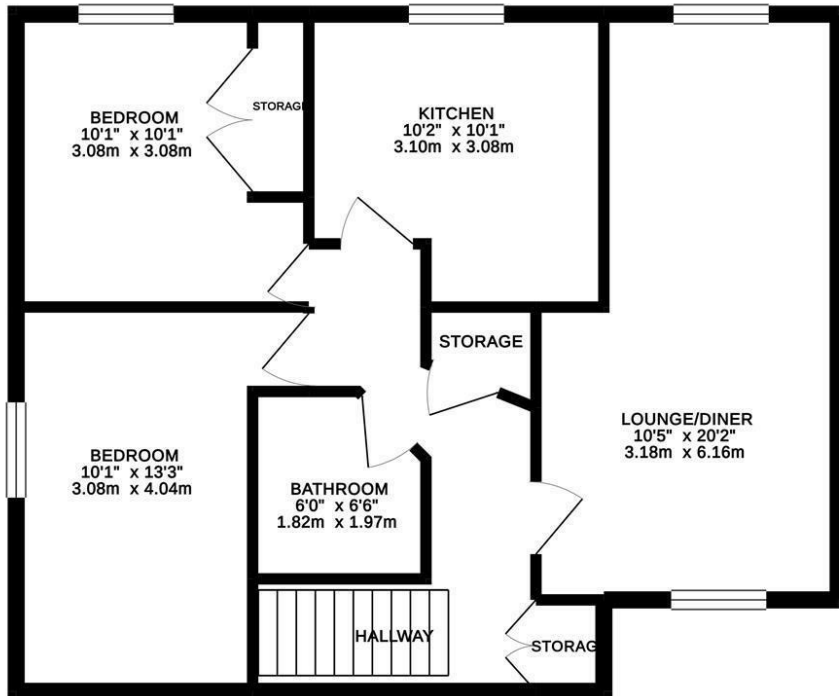 BEDROOM
10'1" x 10'1"
3.08m x 3.08m
STORAGE
KITCHEN
10'2" x 10'1"
3.10m x 3.08m
STORAGE
LOUNGE/DINER
10'5" x 20'2"
3.18m x 6.16m
BEDROOM
10'1" x 13'3"
3.08m x 4.04m
BATHROOM
6'0" x 6'6"
1.82m x 1.97m
HALLWAY
STORAG